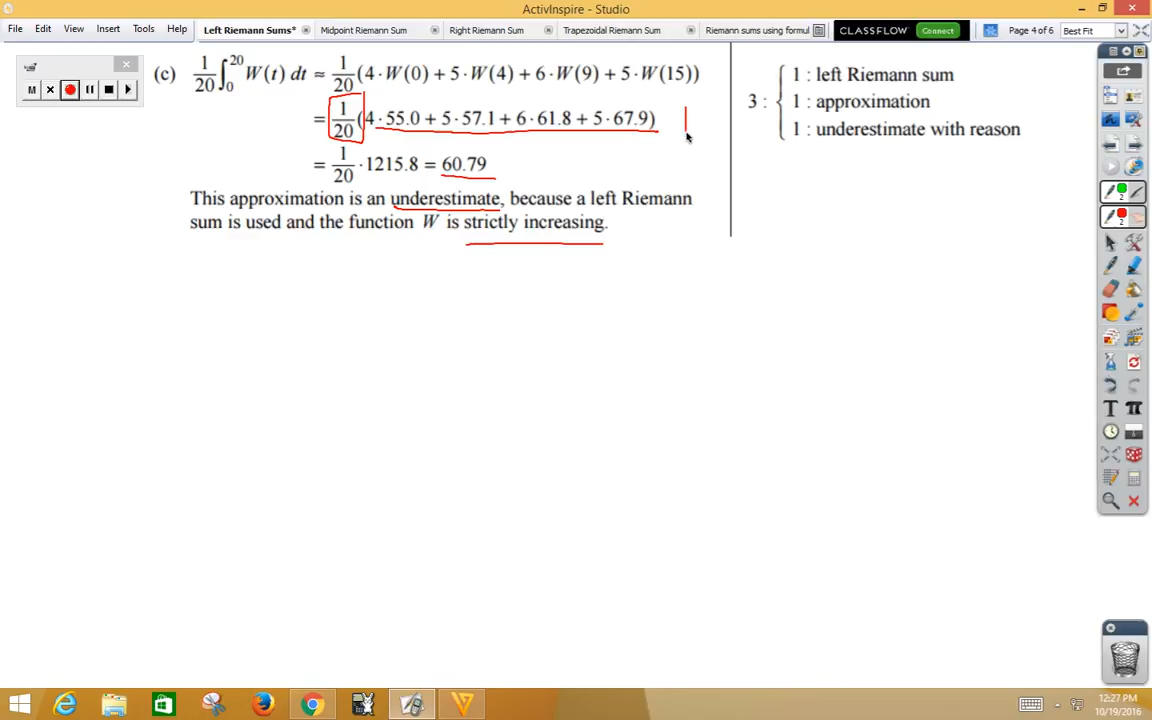 ActivInspire - Studio
File Edit View Insert Tools Help
Left Riemann Sums* Midpoint Riemann Sum Right Riemann Sum Trapezoidal Riemann Sum Riemann sums using formul
CLASSFLOW Connect
Page 4 of 6 Best Fit
M
(c) 1/20 ∫₀²⁰ W(t) dt ≈ 1/20 (4 · W(0) + 5 · W(4) + 6 · W(9) + 5 · W(15))
= 1/20 (4 · 55.0 + 5 · 57.1 + 6 · 61.8 + 5 · 67.9)
= 1/20 · 1215.8 = 60.79
This approximation is an underestimate, because a left Riemann
sum is used and the function W is strictly increasing.
3 :
1 : left Riemann sum
1 : approximation
1 : underestimate with reason
2
2
12:27 PM
10/19/2016